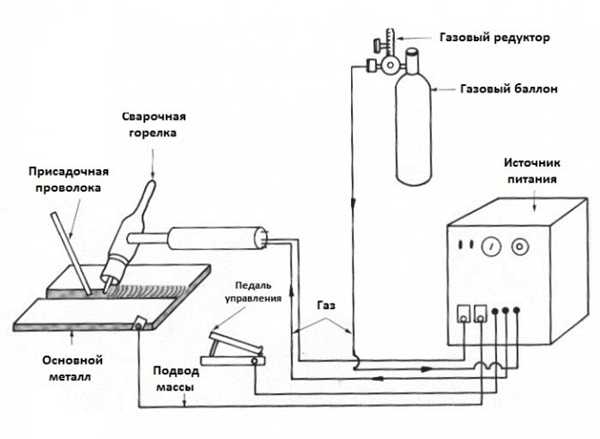 Газовый редуктор
Газовый баллон
Сварочная
горелка
Присадочная
проволока
Источник
питания
Педаль
управления
Газ
Основной
металл
Подвод
массы